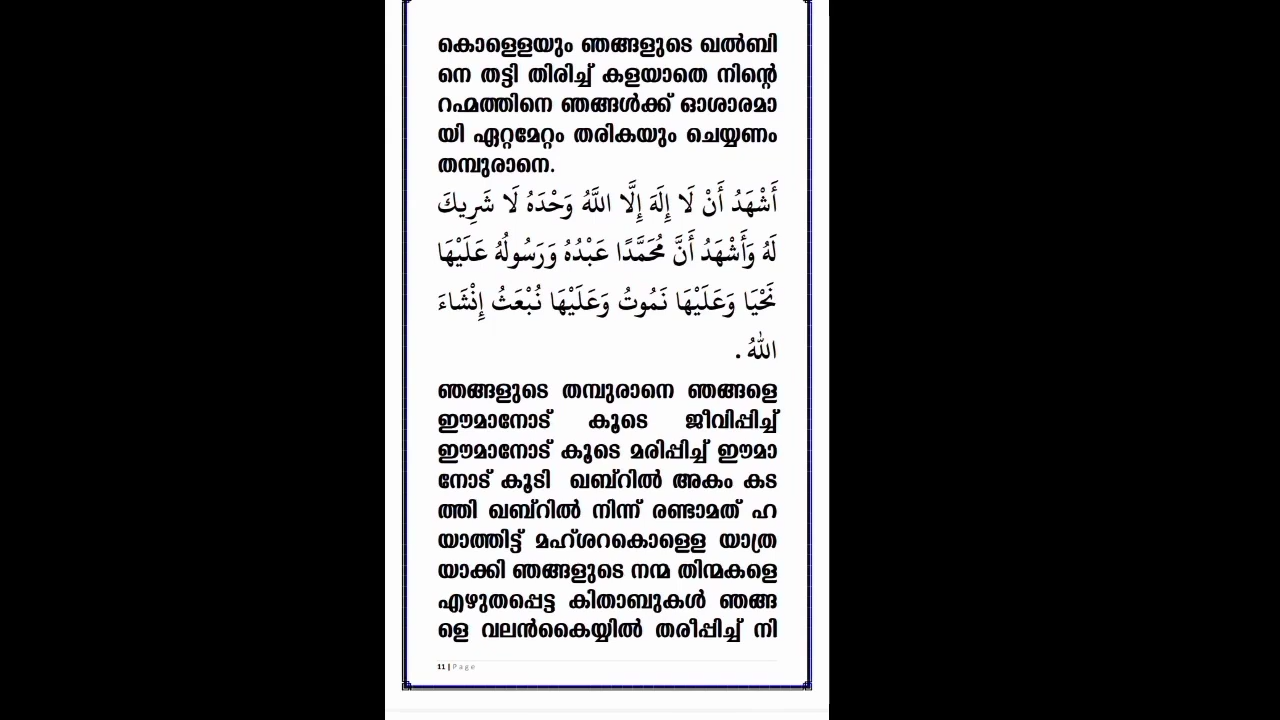 കൊളെളയും ഞങ്ങളുടെ ഖൽബി
നെ തട്ടി തിരിച്ച് കളയാതെ നിന്റെ
റഹ്മത്തിനെ ഞങ്ങൾക്ക് ഓശാരമാ
യി ഏറ്റമേറ്റം തരികയും ചെയ്യണം
തമ്പുരാനെ.
أَشْهَدُ أَنْ لَا إِلَهَ إِلَّا اللَّهُ وَحْدَهُ لَا شَرِيكَ
لَهُ وَأَشْهَدُ أَنَّ مُحَمَّدًا عَبْدُهُ وَرَسُولُهُ عَلَيْهَا
نَحْيَا وَعَلَيْهَا نَمُوتُ وَعَلَيْهَا نُبْعَثُ إِنْشَاءَ
اللهُ .
ഞങ്ങളുടെ തമ്പുരാനെ ഞങ്ങളെ
ഈമാനോട് കൂടെ ജീവിപ്പിച്ച്
ഈമാനോട് കൂടെ മരിപ്പിച്ച് ഈമാ
നോട് കൂടി ഖബ്റിൽ അകം കട
ത്തി ഖബ്റിൽ നിന്ന് രണ്ടാമത് ഹ
യാത്തിട്ട് മഹ്ശറകൊളെള യാത്ര
യാക്കി ഞങ്ങളുടെ നന്മ തിന്മകളെ
എഴുതപ്പെട്ട കിതാബുകൾ ഞങ്ങ
ളെ വലൻകൈയ്യിൽ തരീപ്പിച്ച് നി
11 | Page